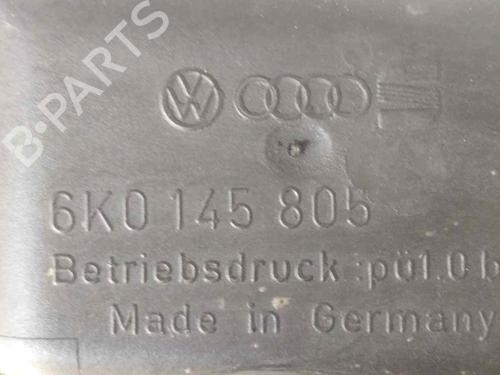 B-PARTS
6K0 145 805
Betriebsdruck:pü1.0 b
Made in Germany